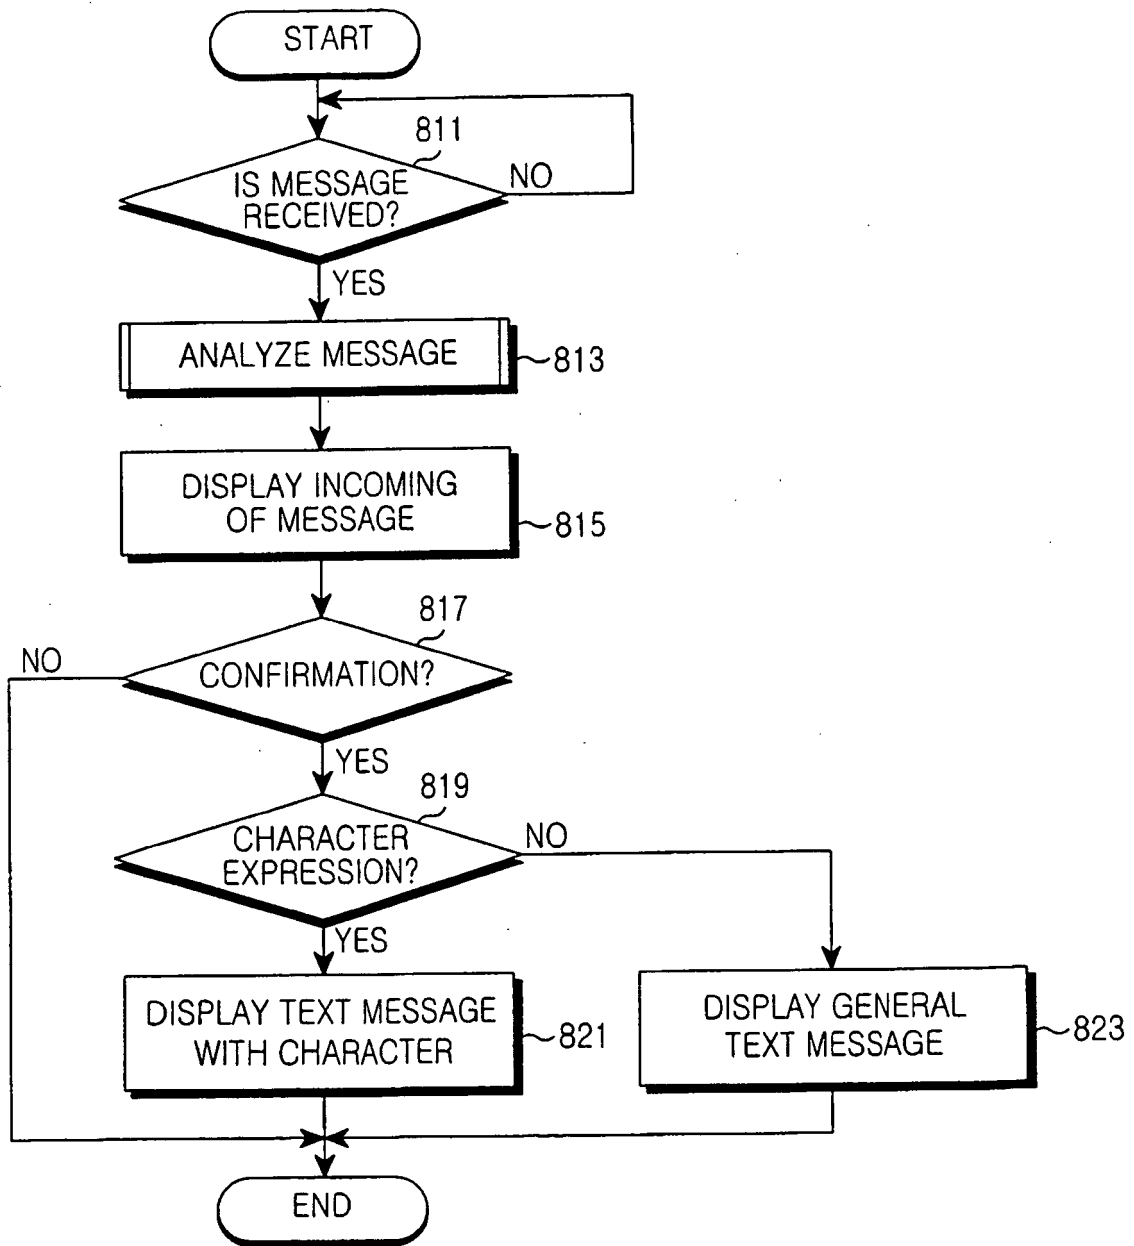 START
811
IS MESSAGE
RECEIVED?
NO
YES
ANALYZE MESSAGE
813
DISPLAY INCOMING
OF MESSAGE
815
817
NO
CONFIRMATION?
YES
819
CHARACTER
EXPRESSION?
NO
YES
DISPLAY TEXT MESSAGE
WITH CHARACTER
821
DISPLAY GENERAL
TEXT MESSAGE
823
END